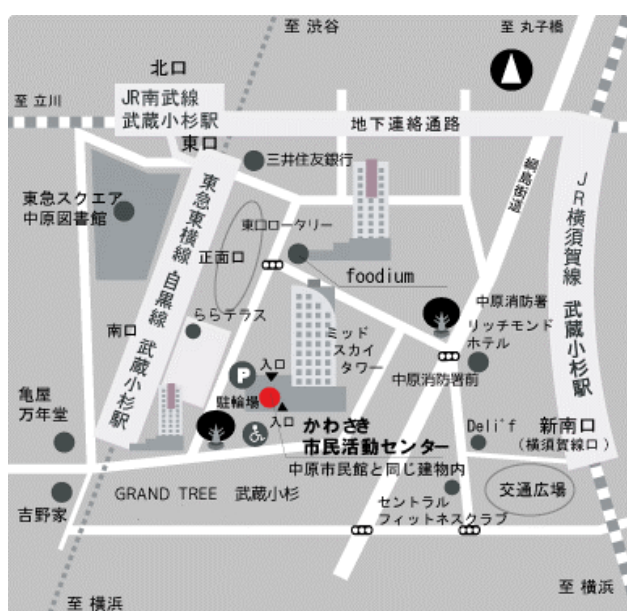 至 渋谷
至 丸子橋
北口
至 立川
JR南武線
武蔵小杉駅
東口
地下連絡通路
三井住友銀行
綱島街道
東急スクエア
中原図書館
東急東横線 目黒線 武蔵小杉駅
正面口
東口ロータリー
foodium
JR横須賀線 武蔵小杉駅
南口
ららテラス
ミッド
スカイ
タワー
中原消防署
リッチモンド
ホテル
中原消防署前
P
入口
駐輪場
入口
亀屋
万年堂
かわさき
市民活動センター
中原市民館と同じ建物内
Deli'f
新南口
(横須賀線口)
GRAND TREE 武蔵小杉
吉野家
セントラル
フィットネスクラブ
交通広場
至 横浜
至 横浜